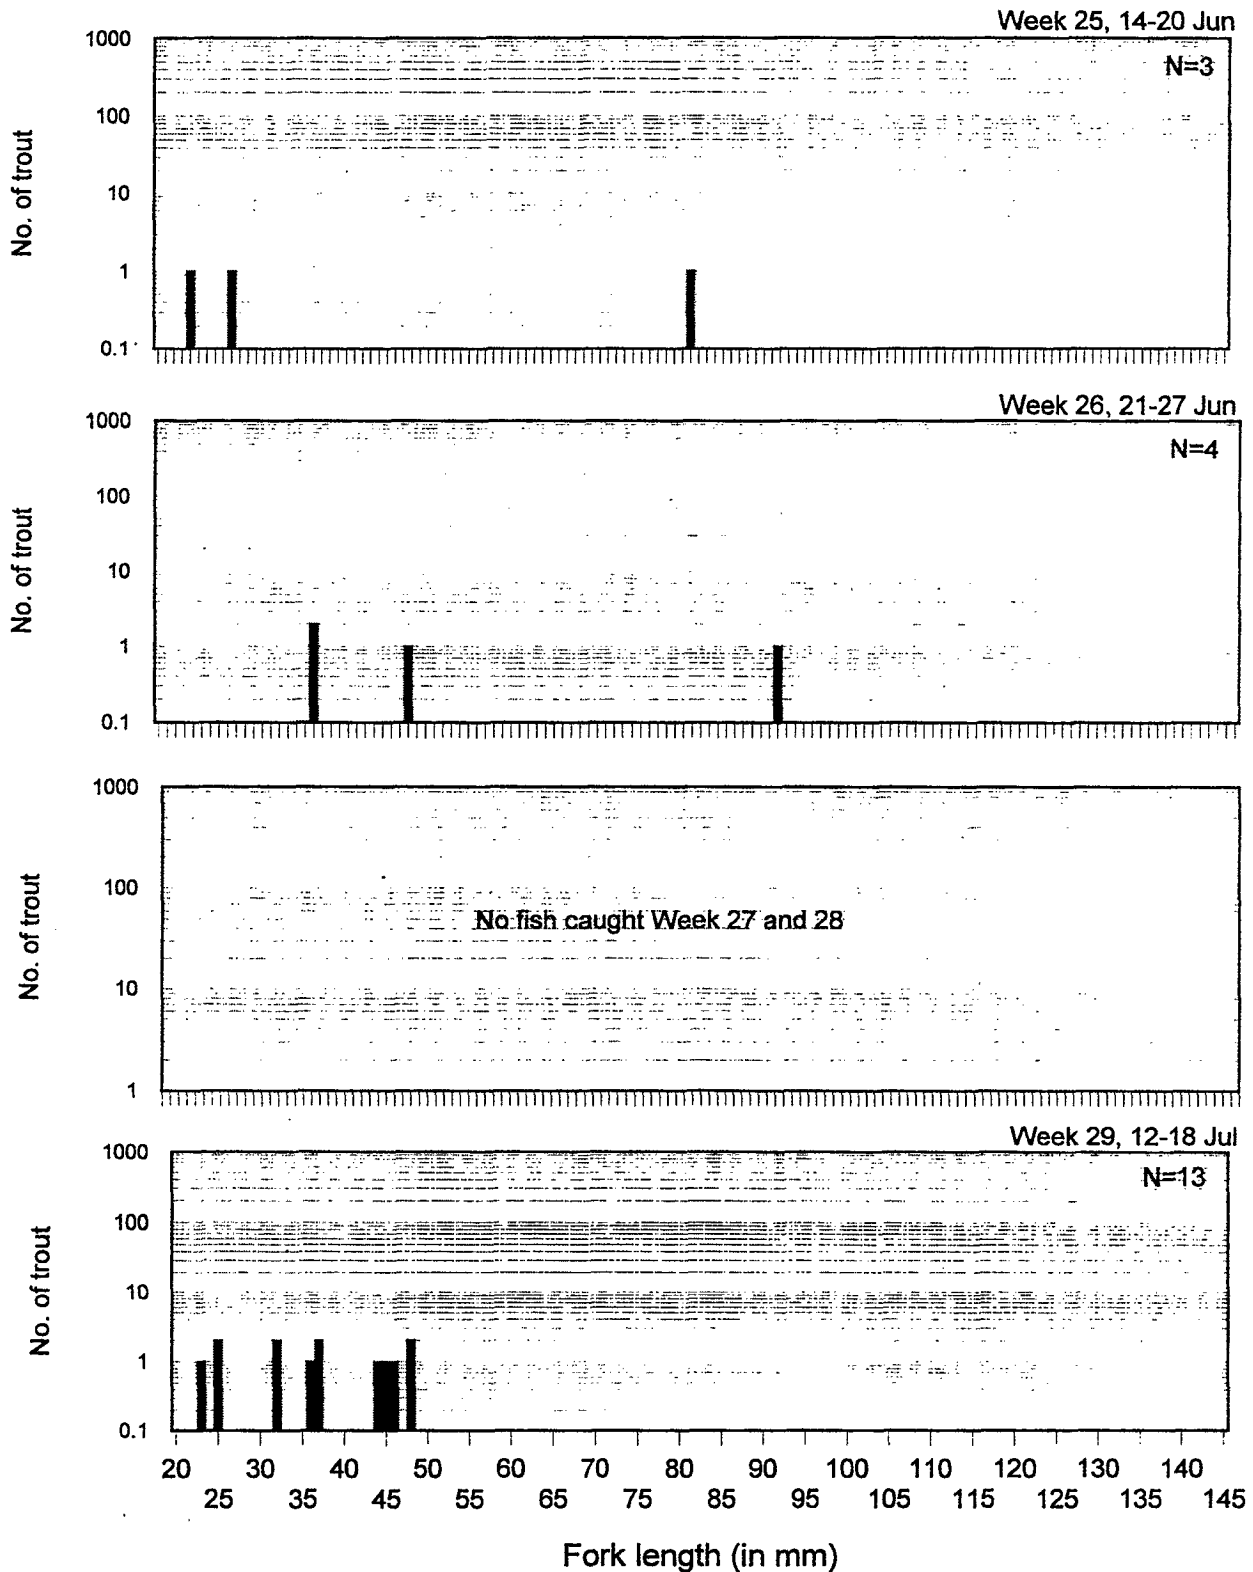 Week 25, 14-20 Jun
N=3
No. of trout
1000
100
10
1
0.1
Week 26, 21-27 Jun
N=4
No. of trout
1000
100
10
1
0.1
No. of trout
1000
100
10
1
No fish caught Week 27 and 28
Week 29, 12-18 Jul
N=13
No. of trout
1000
100
10
1
0.1
20 30 40 50 60 70 80 90 100 110 120 130 140
25 35 45 55 65 75 85 95 105 115 125 135 145
Fork length (in mm)